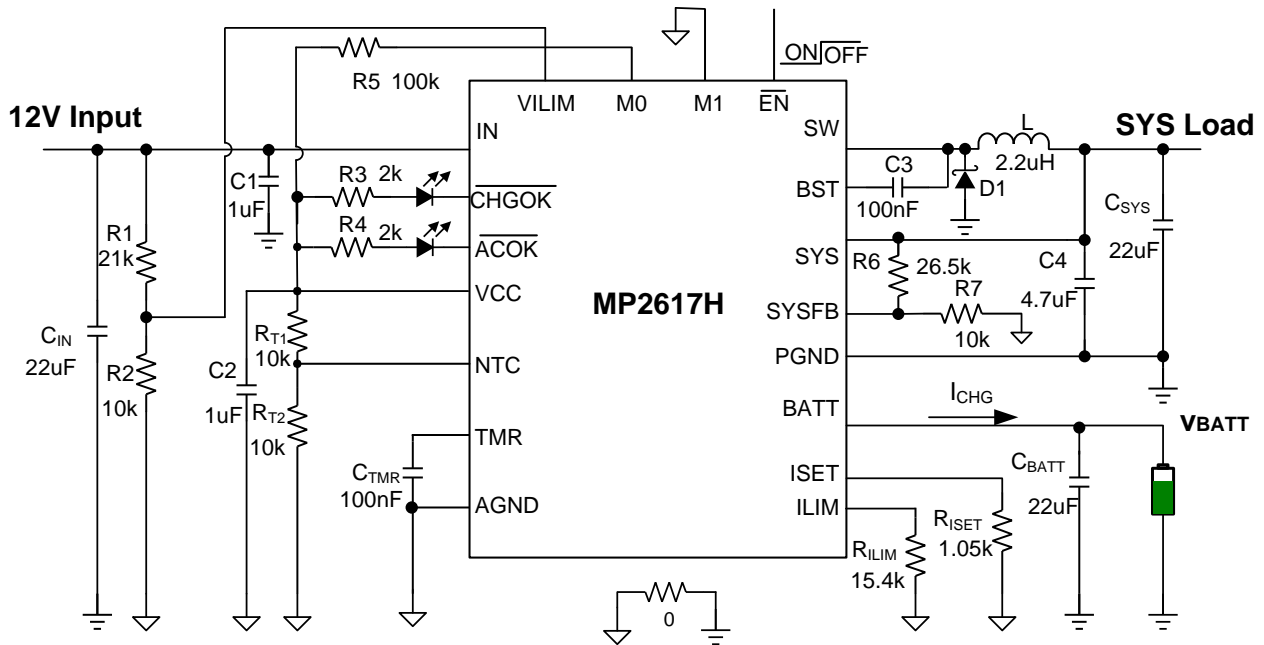 R5 100k
ON OFF
VILIM
M0
M1
EN
12V Input
IN
SW
L
2.2uH
SYS Load
C1
1uF
R3 2k
CHGOK
C3
100nF
BST
D1
CSYS
22uF
R1
21k
R4 2k
ACOK
SYS
R6
26.5k
C4
4.7uF
VCC
MP2617H
SYSFB
R7
10k
CIN
22uF
RT1
10k
R2
10k
C2
1uF
NTC
PGND
RT2
10k
BATT
ICHG
VBATT
TMR
CTMR
100nF
ISET
CBATT
22uF
AGND
ILIM
RISET
1.05k
RILIM
15.4k
0